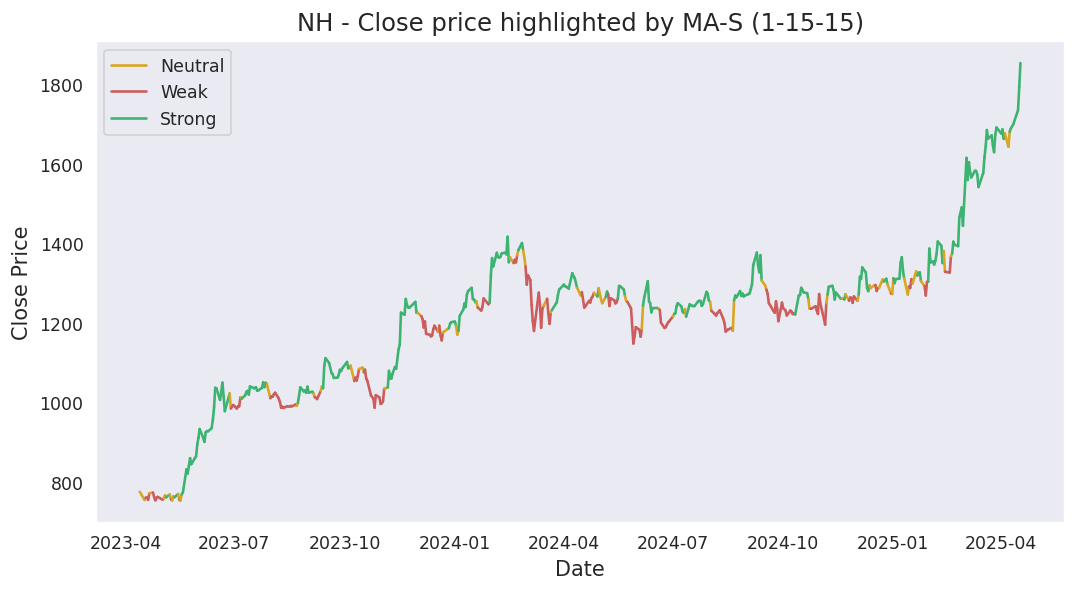 NH - Close price highlighted by MA-S (1-15-15)
Neutral
Weak
Strong
1800
1600
1400
1200
1000
800
Close Price
2023-04 2023-07 2023-10 2024-01 2024-04 2024-07 2024-10 2025-01 2025-04
Date